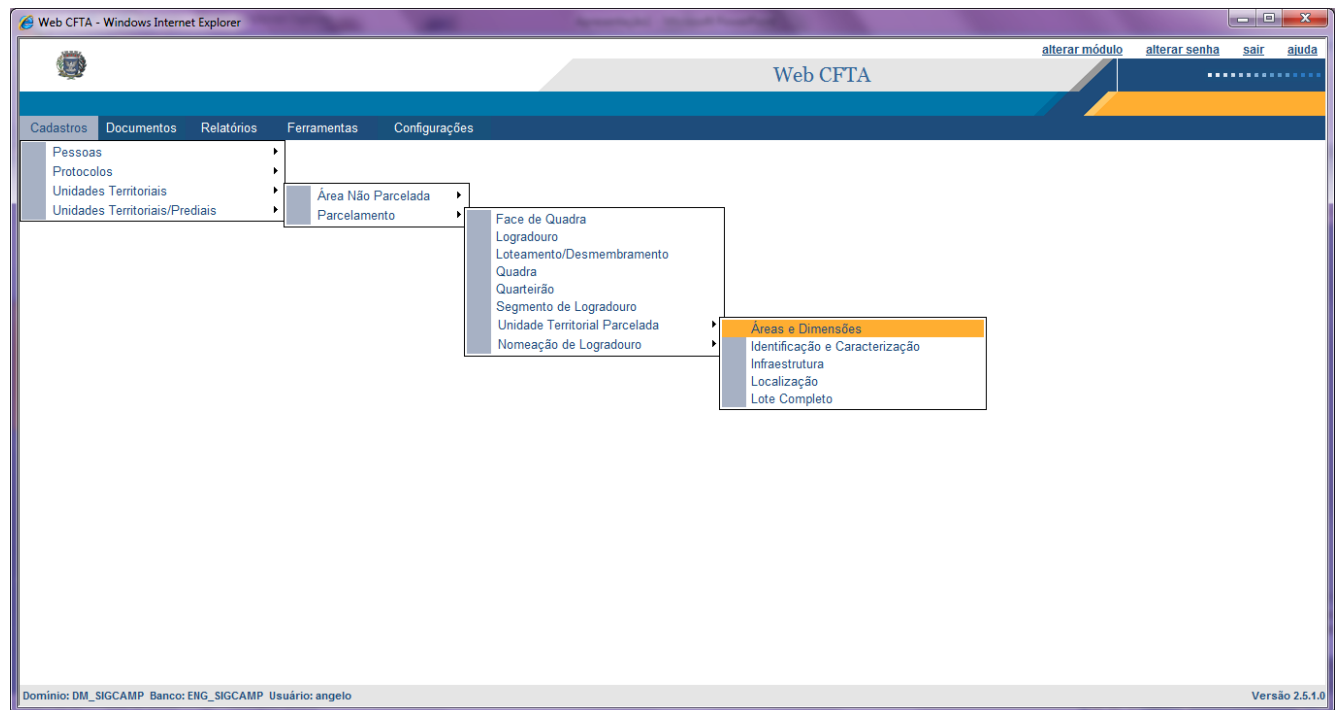 Web CFTA - Windows Internet Explorer
alterar módulo alterar senha sair ajuda
Web CFTA
Cadastros Documentos Relatórios Ferramentas Configurações
Pessoas
Protocolos
Unidades Territoriais
Unidades Territoriais/Prediais
Área Não Parcelada
Parcelamento
Face de Quadra
Logradouro
Loteamento/Desmembramento
Quadra
Quarteirão
Segmento de Logradouro
Unidade Territorial Parcelada
Nomeação de Logradouro
Áreas e Dimensões
Identificação e Caracterização
Infraestrutura
Localização
Lote Completo
Domínio: DM_SIGCAMP Banco: ENG_SIGCAMP Usuário: angelo Versão 2.5.1.0